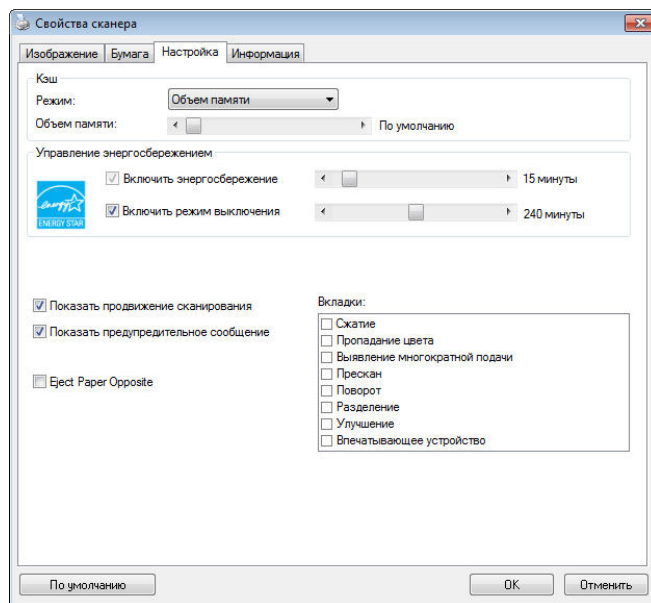 Свойства сканера
Изображение Бумага Настройка Информация
Кэш
Режим: Объем памяти
Объем памяти: По умолчанию
Управление энергосбережением
Включить энергосбережение 15 минуты
energy
ENERGY STAR
Включить режим выключения 240 минуты
Показать продвижение сканирования
Показать предупредительное сообщение
Eject Paper Opposite
Вкладки:
Сжатие
Пропадание цвета
Выявление многократной подачи
Прескан
Поворот
Разделение
Улучшение
Впечатывающее устройство
По умолчанию OK Отменить